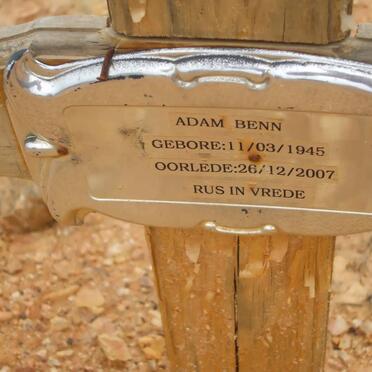 ADAM BENN
GEBORE:11/03/1945
OORLEDE:26/12/2007
RUS IN VREDE